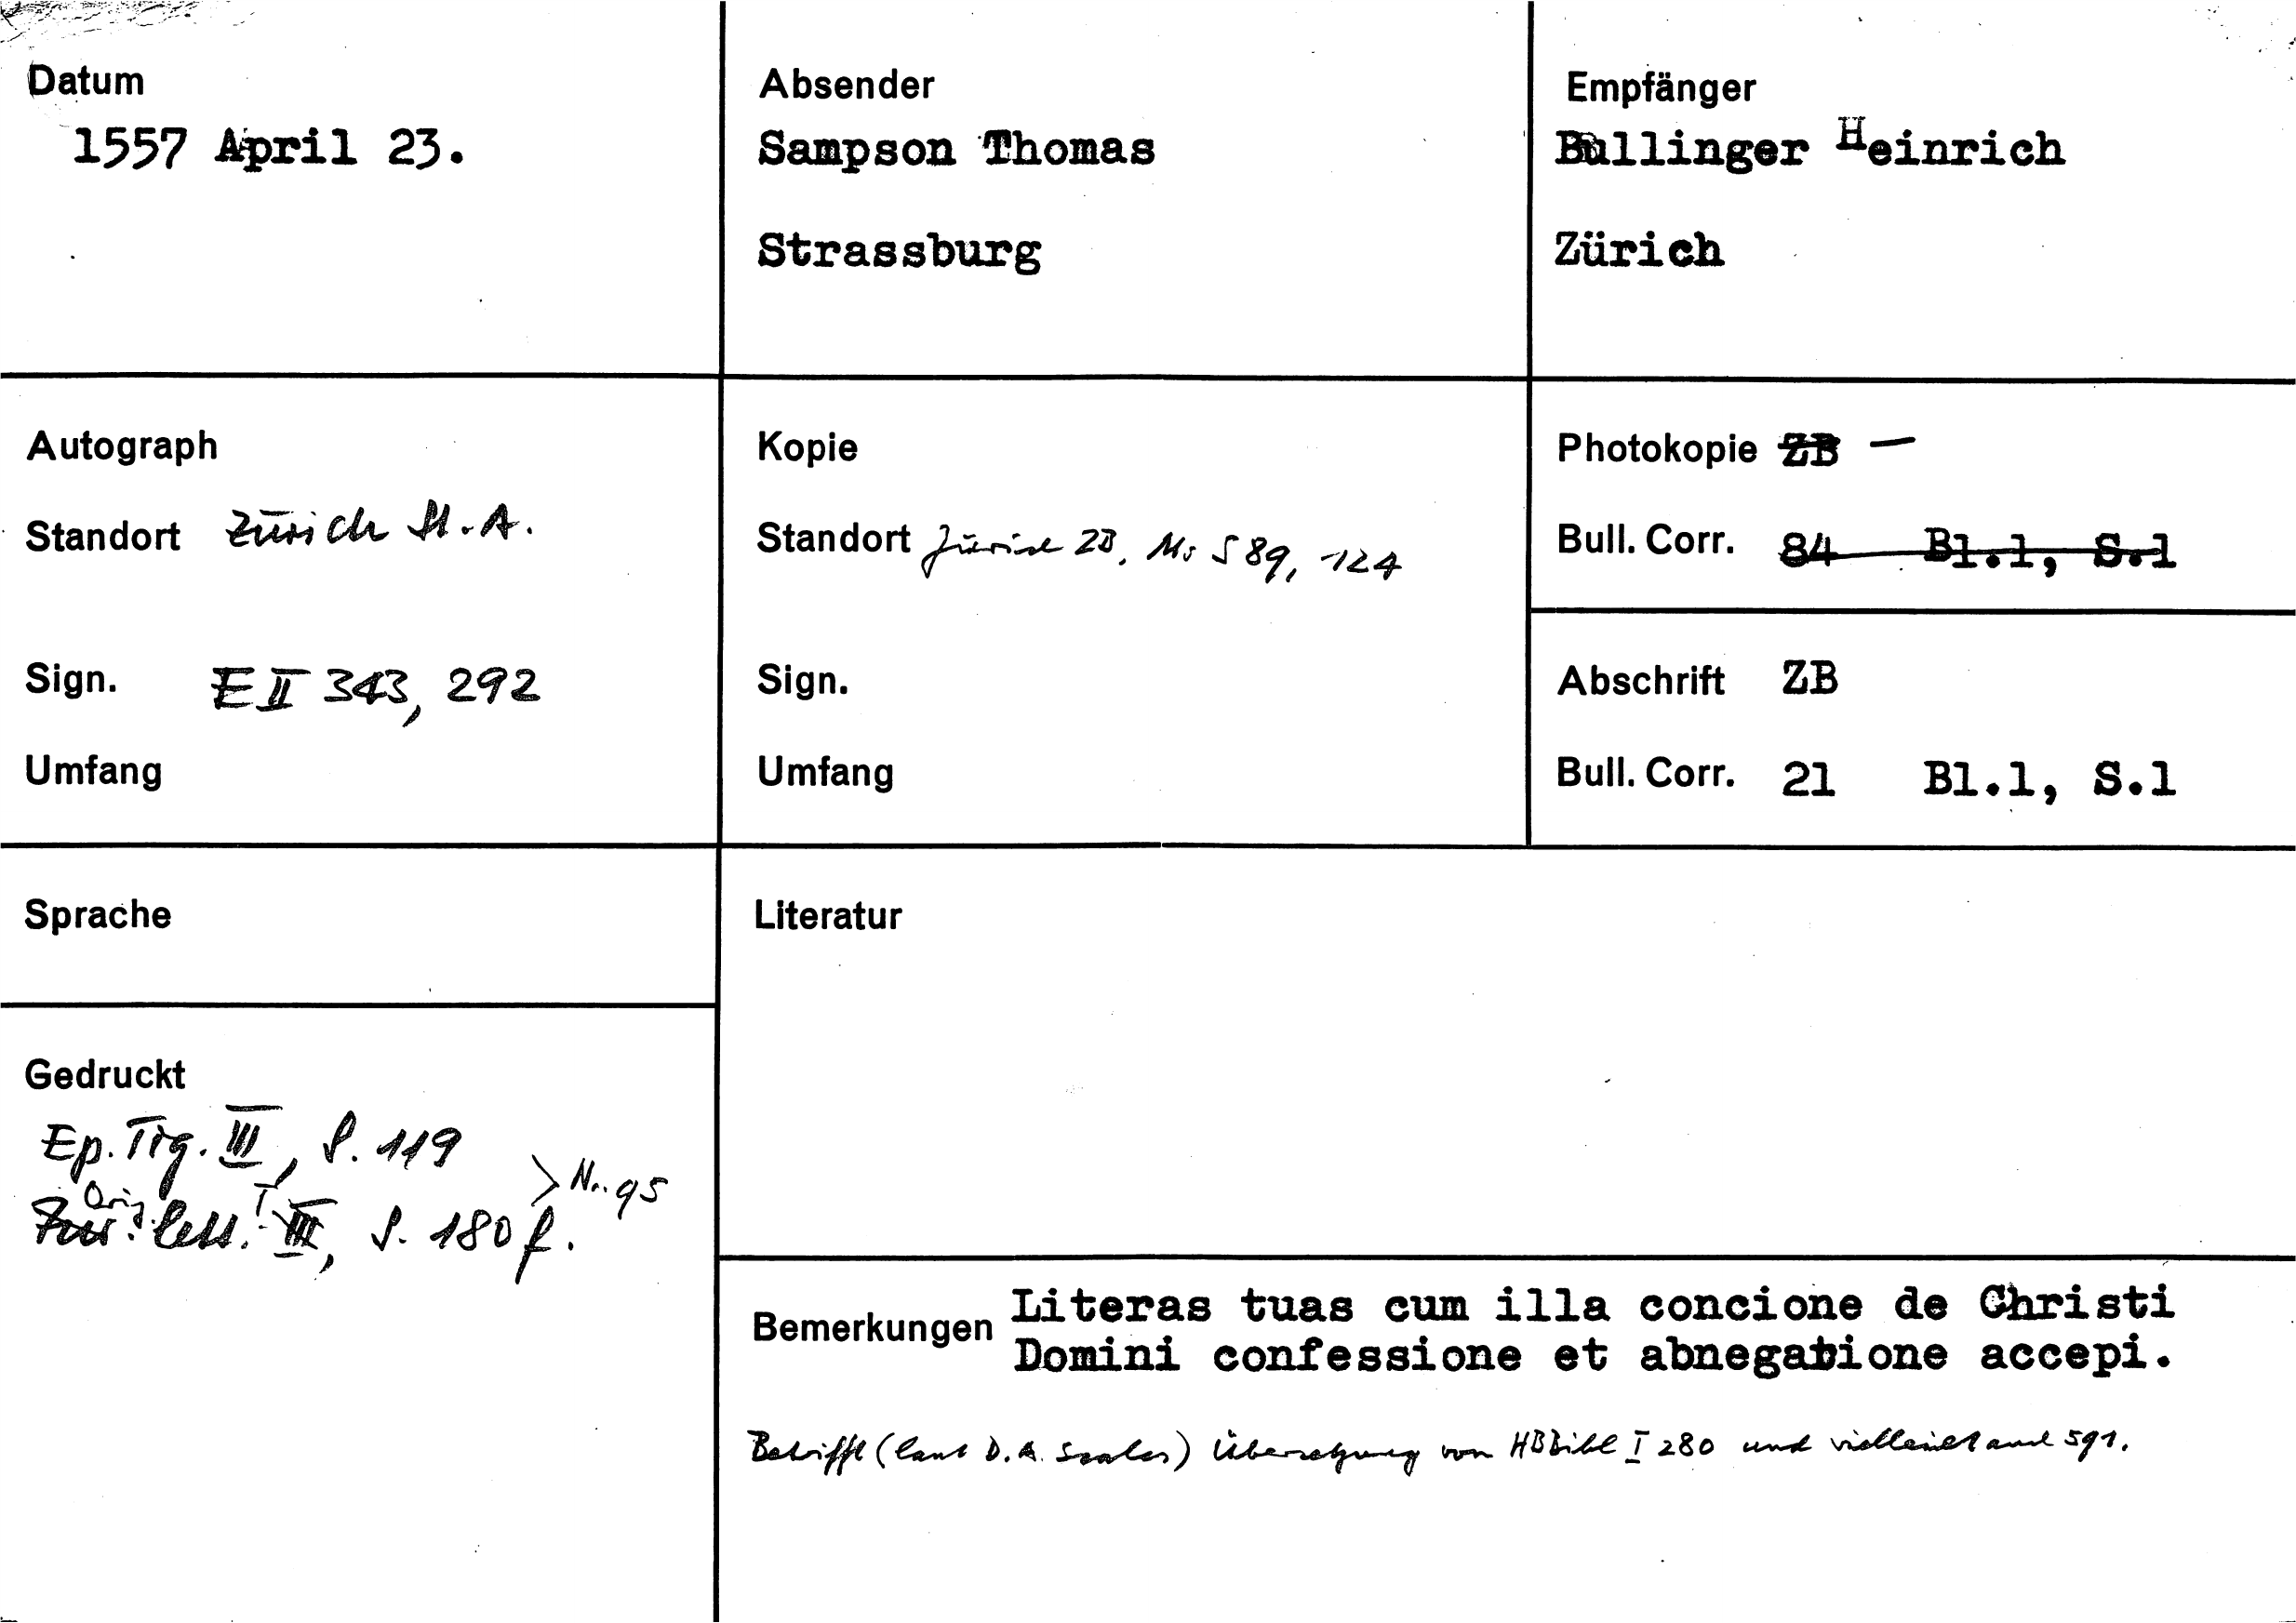 Datum
1557 April 23.
Absender
Sampson Thomas
Strassburg
Empfänger
Bullinger Heinrich
Zürich
Autograph
Standort Zürich St. A.
Sign. E II 343, 292
Umfang
Kopie
Standort Zürich ZB, Ms S 89, 124
Sign.
Umfang
Photokopie ZB —
Bull. Corr. 84 Bl.1, S.1
Abschrift ZB
Bull. Corr. 21 Bl.1, S.1
Sprache
Gedruckt
Ep. Tig. III, S. 119
> Nr. 95
Zür. Orig. Lett. III I, S. 180 f.
Literatur
Bemerkungen Literas tuas cum illa concione de Christi
Domini confessione et abnegatione accepi.
Betrifft (laut D. A. ) Übersetzung von HBBibl I 280 und vielleicht auch 591.